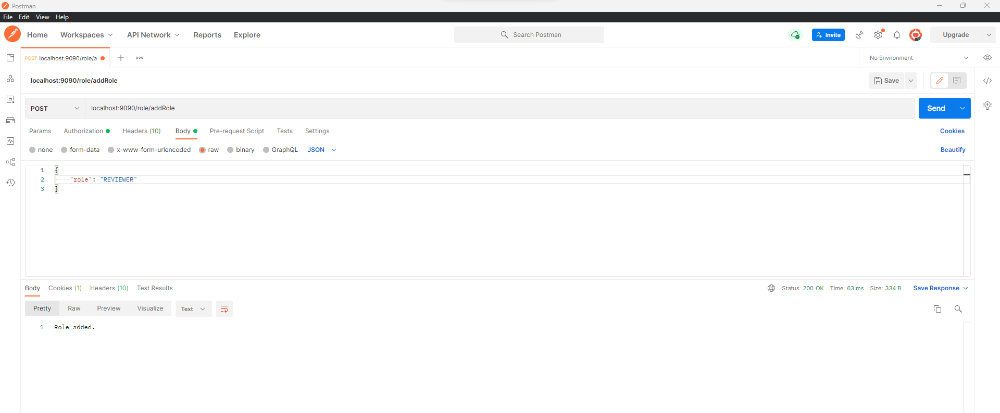 Postman
File Edit View Help
Home Workspaces API Network Reports Explore Search Postman Invite Upgrade
POST localhost:9090/role/a No Environment
localhost:9090/role/addRole Save
POST localhost:9090/role/addRole Send
Params Authorization Headers (10) Body Pre-request Script Tests Settings Cookies
none form-data x-www-form-urlencoded raw binary GraphQL JSON Beautify
1 {
2 "role": "REVIEWER"
3 }
Body Cookies (1) Headers (10) Test Results Status: 200 OK Time: 63 ms Size: 334 B Save Response
Pretty Raw Preview Visualize Text
1 Role added.